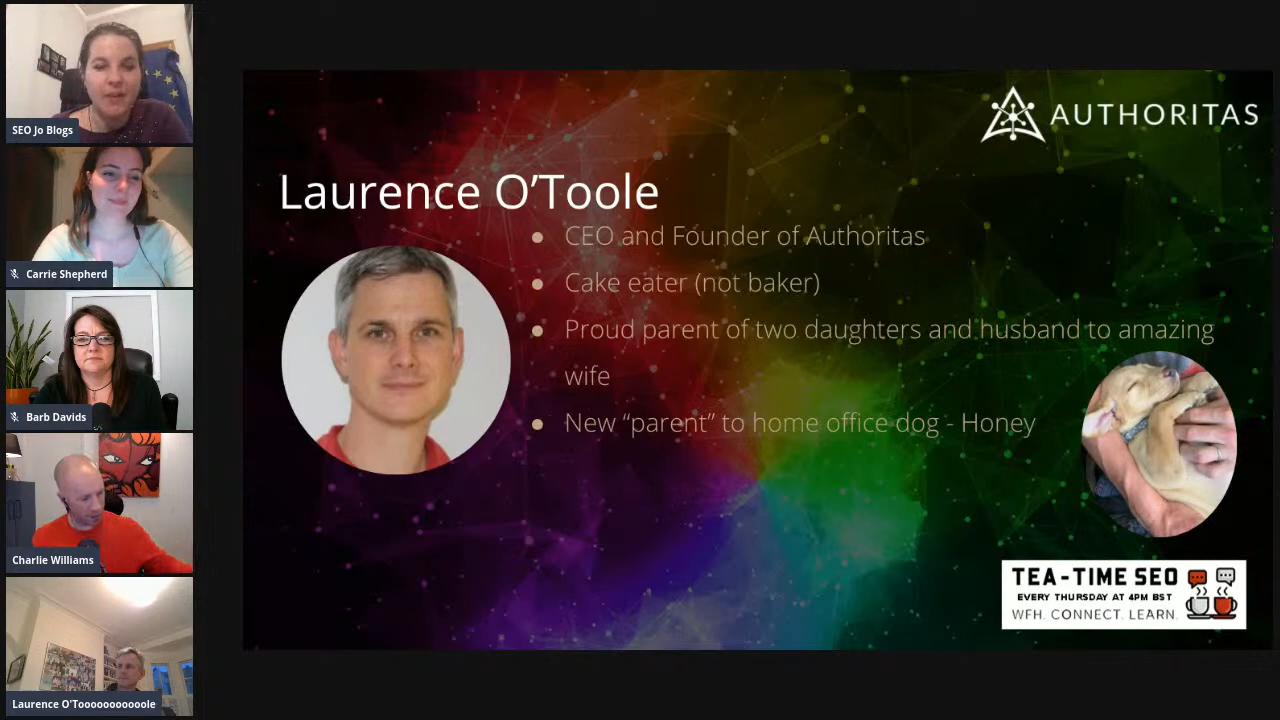 SEO Jo Blogs
Carrie Shepherd
Barb Davids
Charlie Williams
Laurence O'Tooooooooooole
AUTHORITAS
Laurence O’Toole
CEO and Founder of Authoritas
Cake eater (not baker)
Proud parent of two daughters and husband to amazing
wife
New “parent” to home office dog - Honey
TEA-TIME SEO
EVERY THURSDAY AT 4PM BST
WFH. CONNECT. LEARN.